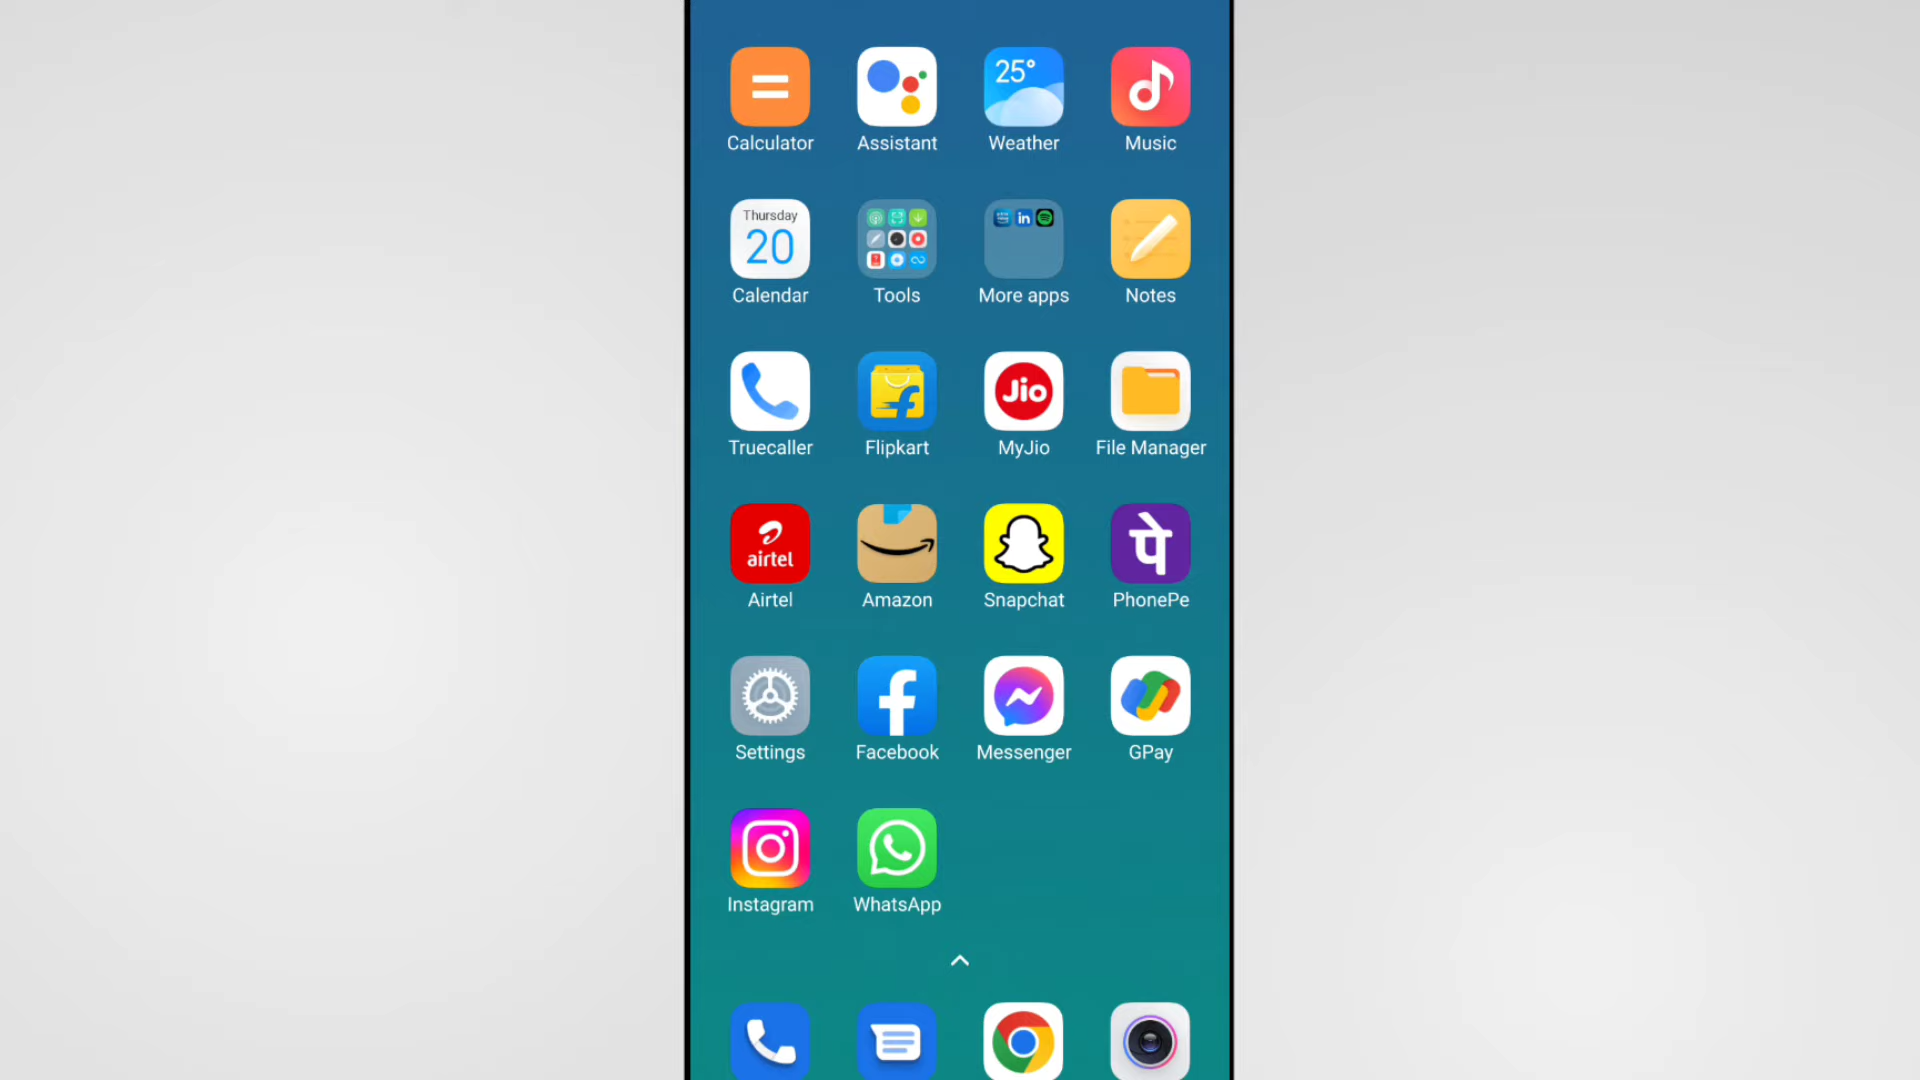 25°
Calculator Assistant Weather Music
Thursday
20
in
Calendar Tools More apps Notes
Jio
Truecaller Flipkart MyJio File Manager
airtel
पे
Airtel Amazon Snapchat PhonePe
Settings Facebook Messenger GPay
Instagram WhatsApp